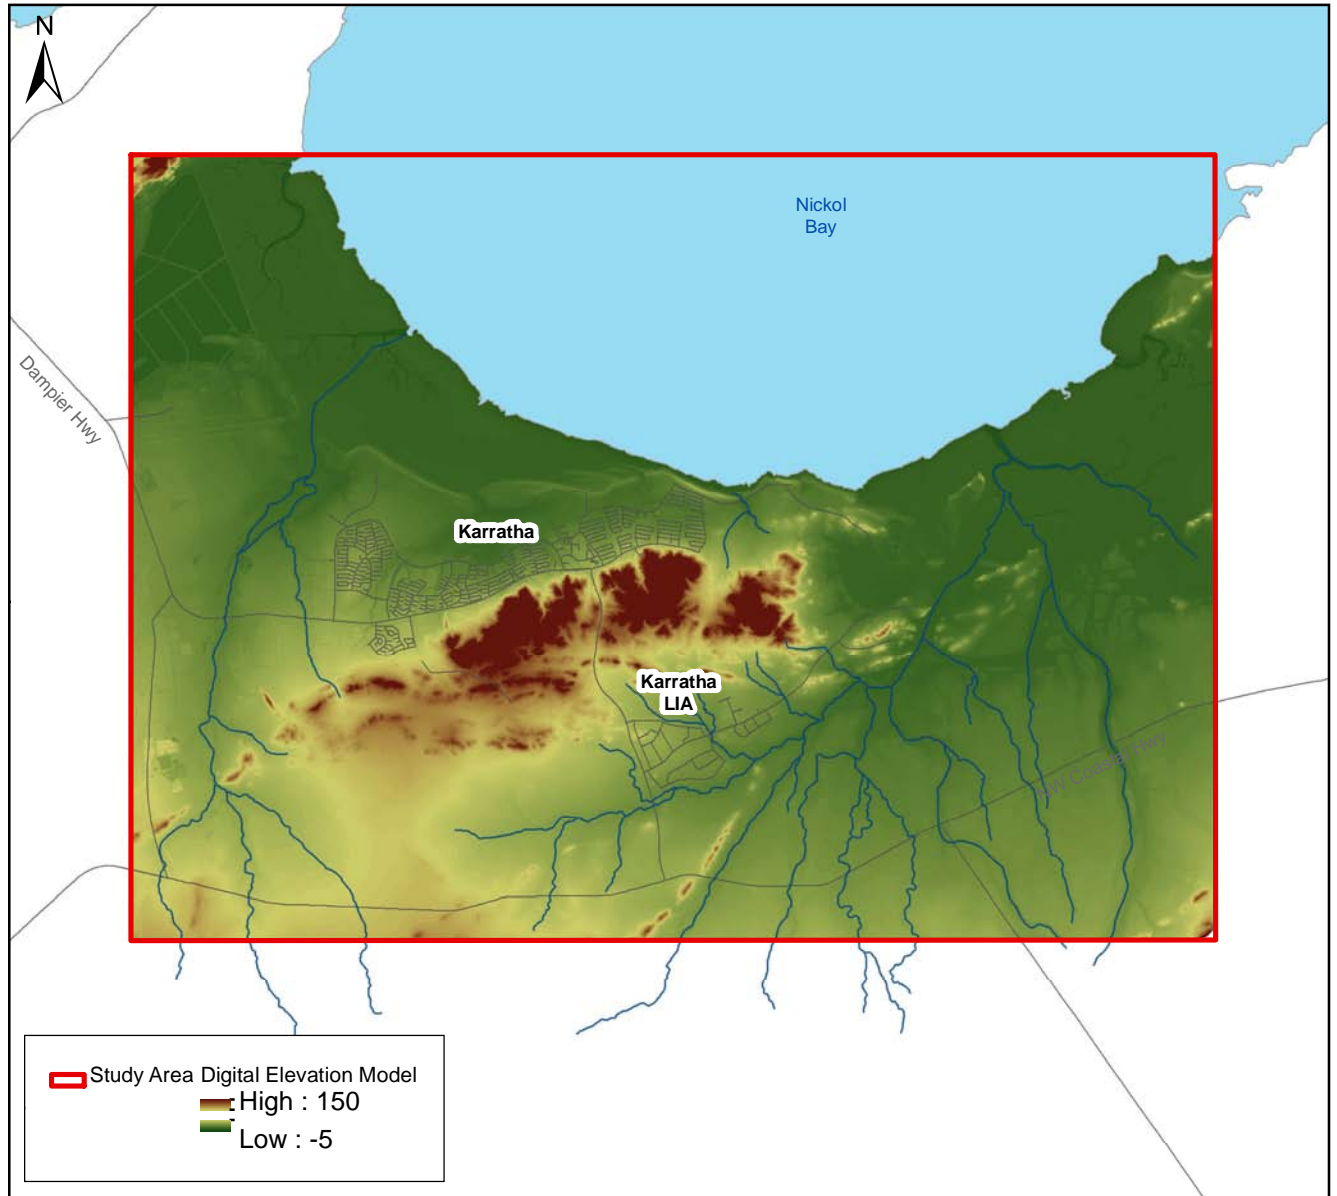 N
Nickol
Bay
Dampier Hwy
Karratha
Karratha
LIA
NW Coastal Hwy
Study Area Digital Elevation Model
High : 150
Low : -5